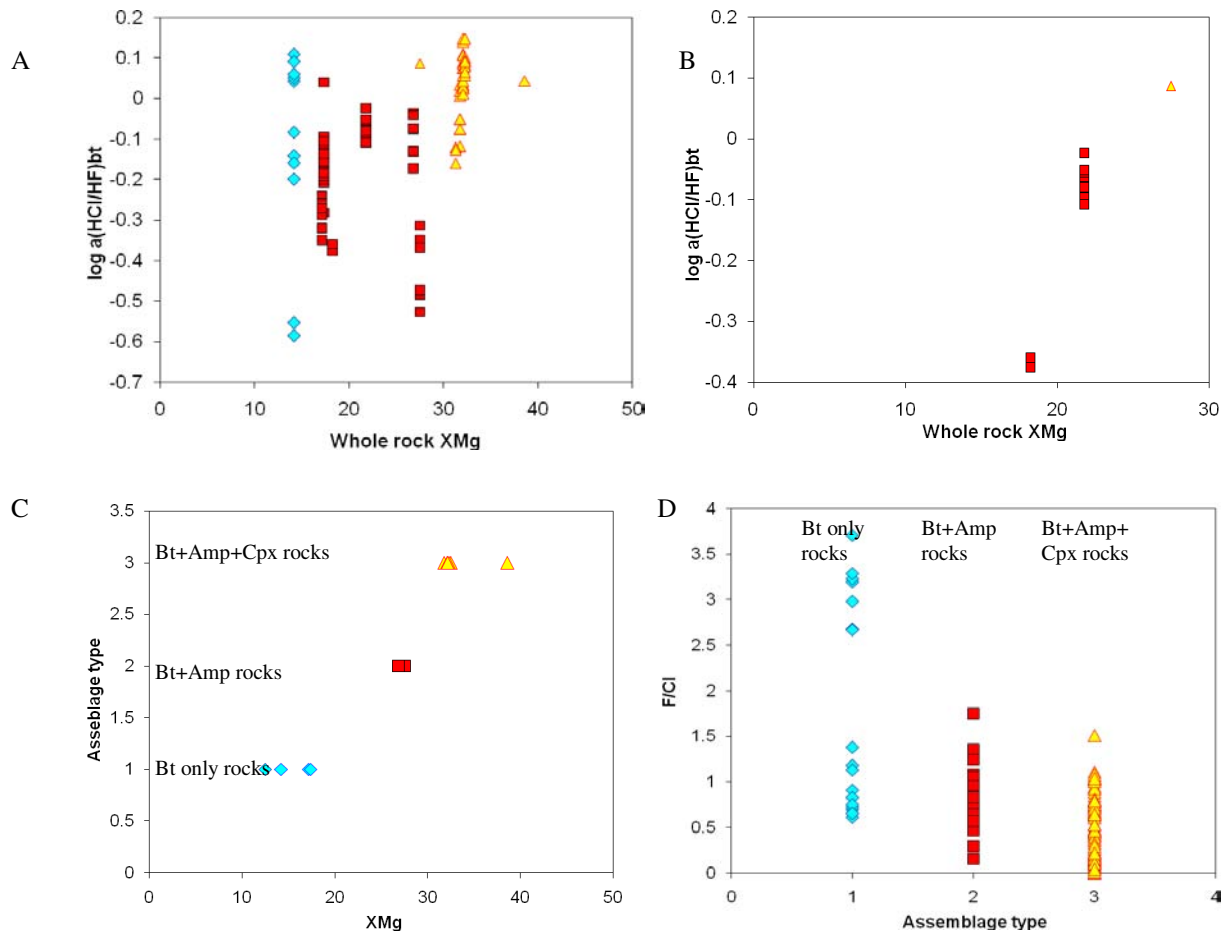 A
0.2
0.1
0
-0.1
-0.2
-0.3
-0.4
-0.5
-0.6
-0.7
log a(HCl/HF)bt
0
10
20
30
40
50
Whole rock XMg
B
0.2
0.1
0
-0.1
-0.2
-0.3
-0.4
log a(HCl/HF)bt
0
10
20
30
Whole rock XMg
C
3.5
3
2.5
2
1.5
1
0.5
0
Asseblage type
Bt+Amp+Cpx rocks
Bt+Amp rocks
Bt only rocks
0
10
20
30
40
50
XMg
D
4
3.5
3
2.5
2
1.5
1
0.5
0
F/Cl
Bt only
rocks
Bt+Amp
rocks
Bt+Amp+
Cpx rocks
0
1
2
3
4
Assemblage type